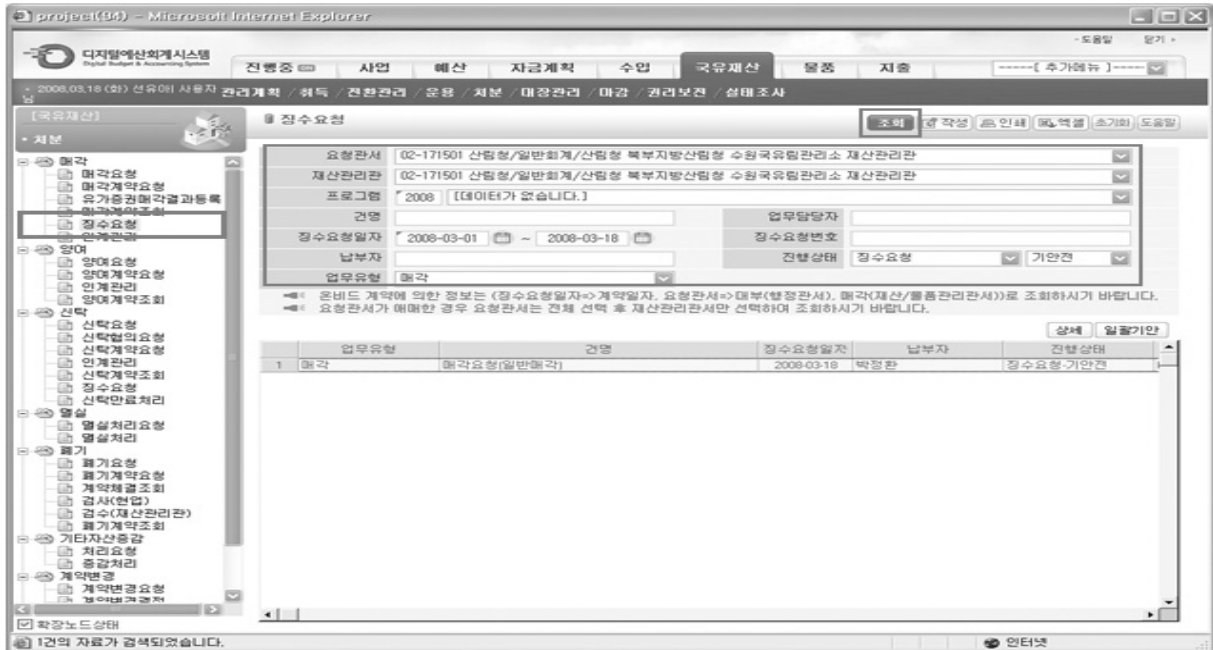 project(94) - Microsoft Internet Explorer
디지털예산회계시스템
Digital Budget & Accounting System
도움말 닫기
진행중 사업 예산 자금계획 수입 국유재산 물품 지출 -----[ 추가메뉴 ]-----
2008.03.18 (화) 선유이 사용자님
관리계획 / 취득 / 전환관리 / 운용 / 처분 / 대장관리 / 마감 / 권리보전 / 실태조사
[국유재산]
처분
징수요청
조회 작성 인쇄 엑셀 초기화 도움말
매각
매각요청
매각계약요청
유가증권매각결과등록
매각계약조회
징수요청
인계관리
양여
양여요청
양여계약요청
인계관리
양여계약조회
신탁
신탁요청
신탁협의요청
신탁계약요청
인계관리
신탁계약조회
징수요청
신탁만료처리
멸실
멸실처리요청
멸실처리
폐기
폐기요청
폐기계약요청
계약체결조회
검사(현업)
검수(재산관리관)
폐기계약조회
기타자산증감
처리요청
증감처리
계약변경
계약변경요청
계약변경결정
확장노드상태
요청관서 02-171501 산림청/일반회계/산림청 북부지방산림청 수원국유림관리소 재산관리관
재산관리관 02-171501 산림청/일반회계/산림청 북부지방산림청 수원국유림관리소 재산관리관
프로그램 2008 [데이터가 없습니다.]
건명 업무담당자
징수요청일자 2008-03-01 ~ 2008-03-18 징수요청번호
납부자 진행상태 징수요청 기안전
업무유형 매각
온비드 계약에 의한 정보는 (징수요청일자=>계약일자, 요청관서=>대부(행정관서), 매각(재산/물품관리관서))로 조회하시기 바랍니다.
요청관서가 애매한 경우 요청관서는 전체 선택 후 재산관리관서만 선택하여 조회하시기 바랍니다.
상세 일괄기안
업무유형 건명 징수요청일자 납부자 진행상태
1 매각 매각요청(일반매각) 2008-03-18 박정환 징수요청-기안전
1건의 자료가 검색되었습니다.
인터넷